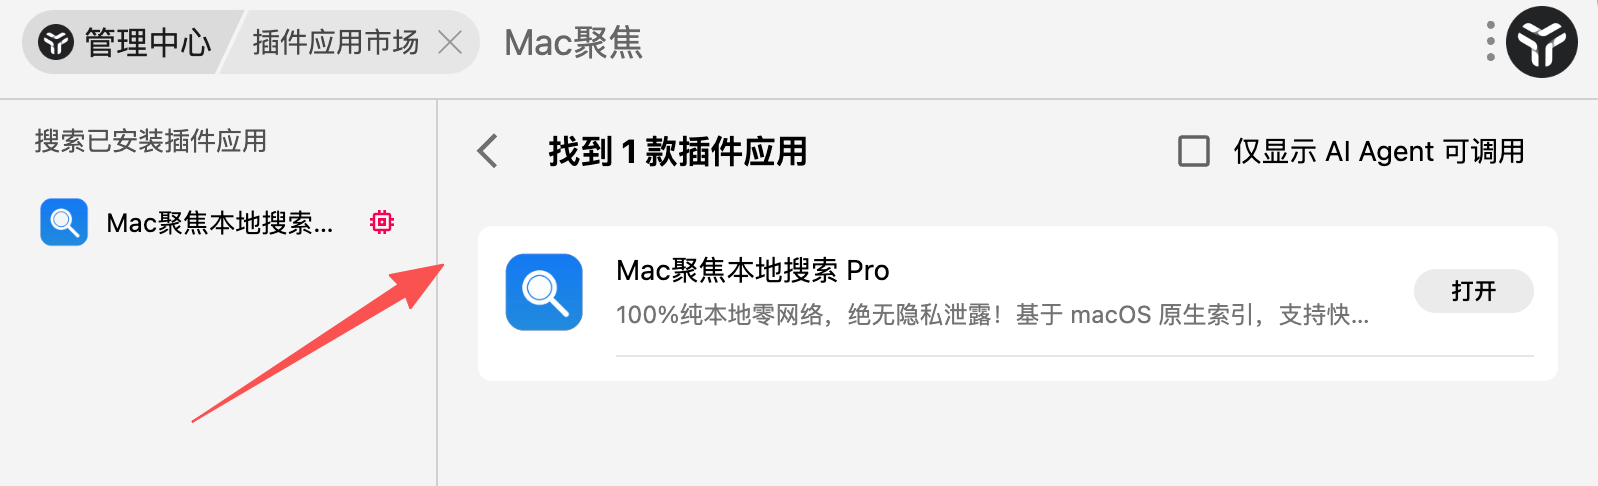 管理中心
插件应用市场
Mac聚焦
搜索已安装插件应用
Mac聚焦本地搜索...
找到 1 款插件应用
仅显示 AI Agent 可调用
Mac聚焦本地搜索 Pro
100%纯本地零网络，绝无隐私泄露！基于 macOS 原生索引，支持快...
打开